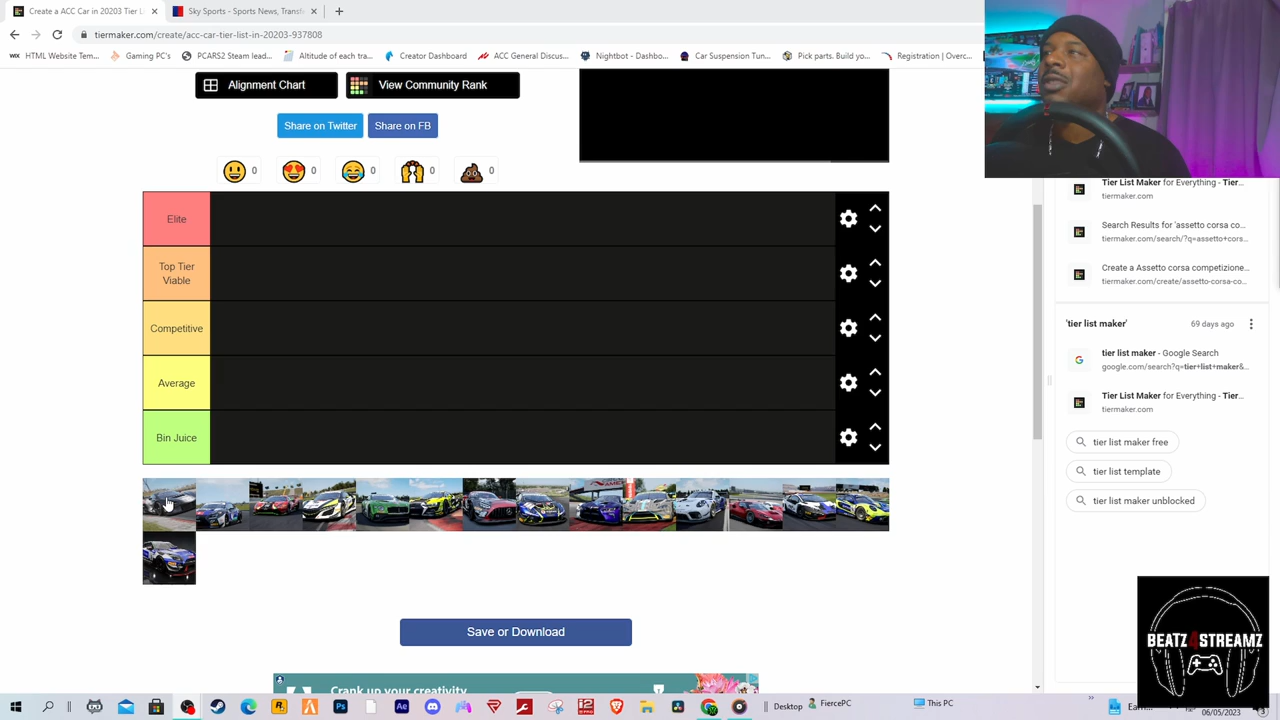 Create a ACC Car in 20203 Tier Li
Sky Sports - Sports News, Transf
tiermaker.com/create/acc-car-tier-list-in-20203-937808
HTML Website Tem...
Gaming PC's
PCARS2 Steam lead...
Altitude of each tra...
Creator Dashboard
ACC General Discus...
Nightbot - Dashbo...
Car Suspension Tun...
Pick parts. Build yo...
Registration | Overc...
Alignment Chart
View Community Rank
Share on Twitter
Share on FB
0
0
0
0
0
Elite
Top Tier
Viable
Competitive
Average
Bin Juice
Save or Download
Crank up your creativity
Tier List Maker for Everything - Tier...
tiermaker.com
Search Results for 'assetto corsa co...
tiermaker.com/search/?q=assetto+cors...
Create a Assetto corsa competizione...
tiermaker.com/create/assetto-corsa-co...
'tier list maker'
69 days ago
tier list maker - Google Search
google.com/search?q=tier+list+maker&...
Tier List Maker for Everything - Tier...
tiermaker.com
tier list maker free
tier list template
tier list maker unblocked
BEATZ4STREAMZ
Desktop
FiercePC
This PC
Earn...
06/05/2023
3